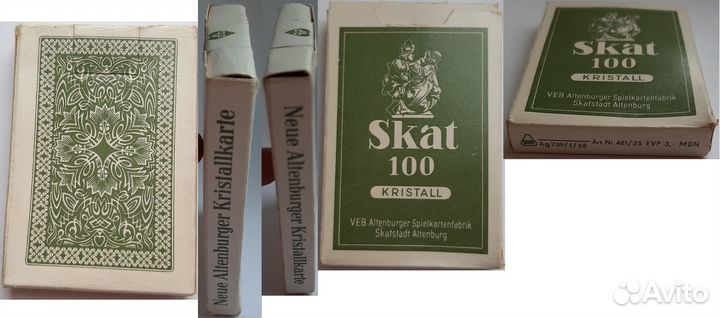 Neue Altenburger Kristallkarte
Neue Altenburger Kristallkarte
Skat
100
KRISTALL
VEB Altenburger Spielkartenfabrik
Skatstadt Altenburg
Skat
100
KRISTALL
VEB Altenburger Spielkartenfabrik
Skatstadt Altenburg
Ag 739/1/65 Art. Nr. 481/25 EVP 3,- MDN
Avito